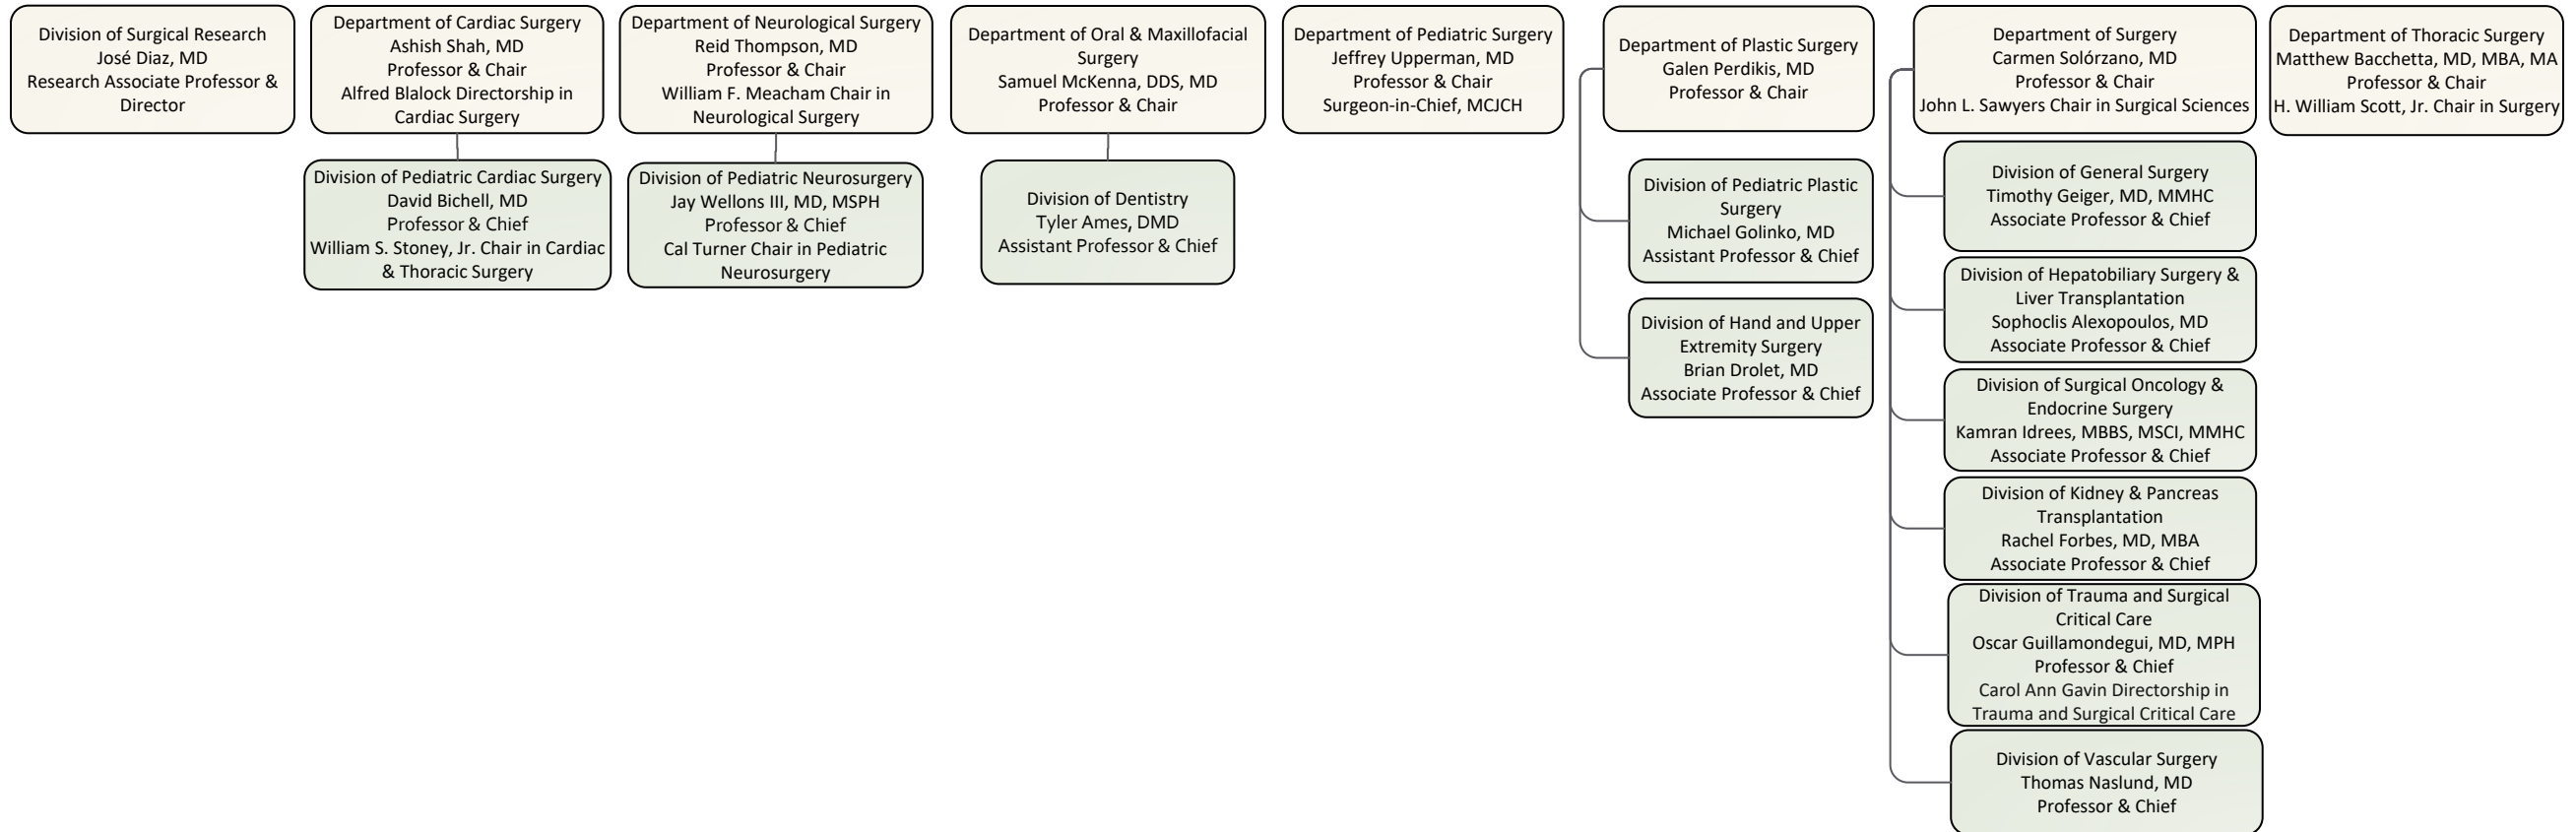 Division of Surgical Research
José Diaz, MD
Research Associate Professor &
Director
Department of Cardiac Surgery
Ashish Shah, MD
Professor & Chair
Alfred Blalock Directorship in
Cardiac Surgery
Department of Neurological Surgery
Reid Thompson, MD
Professor & Chair
William F. Meacham Chair in
Neurological Surgery
Department of Oral & Maxillofacial
Surgery
Samuel McKenna, DDS, MD
Professor & Chair
Department of Pediatric Surgery
Jeffrey Upperman, MD
Professor & Chair
Surgeon-in-Chief, MCJCH
Department of Plastic Surgery
Galen Perdikis, MD
Professor & Chair
Department of Surgery
Carmen Solórzano, MD
Professor & Chair
John L. Sawyers Chair in Surgical Sciences
Department of Thoracic Surgery
Matthew Bacchetta, MD, MBA, MA
Professor & Chair
H. William Scott, Jr. Chair in Surgery
Division of Pediatric Cardiac Surgery
David Bichell, MD
Professor & Chief
William S. Stoney, Jr. Chair in Cardiac
& Thoracic Surgery
Division of Pediatric Neurosurgery
Jay Wellons III, MD, MSPH
Professor & Chief
Cal Turner Chair in Pediatric
Neurosurgery
Division of Dentistry
Tyler Ames, DMD
Assistant Professor & Chief
Division of Pediatric Plastic
Surgery
Michael Golinko, MD
Assistant Professor & Chief
Division of Hand and Upper
Extremity Surgery
Brian Drolet, MD
Associate Professor & Chief
Division of General Surgery
Timothy Geiger, MD, MMHC
Associate Professor & Chief
Division of Hepatobiliary Surgery &
Liver Transplantation
Sophoclis Alexopoulos, MD
Associate Professor & Chief
Division of Surgical Oncology &
Endocrine Surgery
Kamran Idrees, MBBS, MSCI, MMHC
Associate Professor & Chief
Division of Kidney & Pancreas
Transplantation
Rachel Forbes, MD, MBA
Associate Professor & Chief
Division of Trauma and Surgical
Critical Care
Oscar Guillamondegui, MD, MPH
Professor & Chief
Carol Ann Gavin Directorship in
Trauma and Surgical Critical Care
Division of Vascular Surgery
Thomas Naslund, MD
Professor & Chief